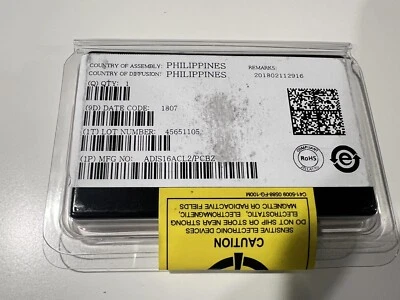 COUNTRY OF ASSEMBLY: PHILIPPINES
COUNTRY OF DIFFUSION: PHILIPPINES
REMARKS:
201802112916
(Q) QTY: 1
(9D) DATE CODE: 1807
(1T) LOT NUMBER: 45651105
(1P) MFG NO: ADIS16ACL2/PCBZ
COMPLIANT
RoHS
e
CAUTION
SENSITIVE ELECTRONIC DEVICES
DO NOT SHIP OR STORE NEAR STRONG
ELECTROSTATIC, ELECTROMAGNETIC,
MAGNETIC OR RADIOACTIVE FIELDS.